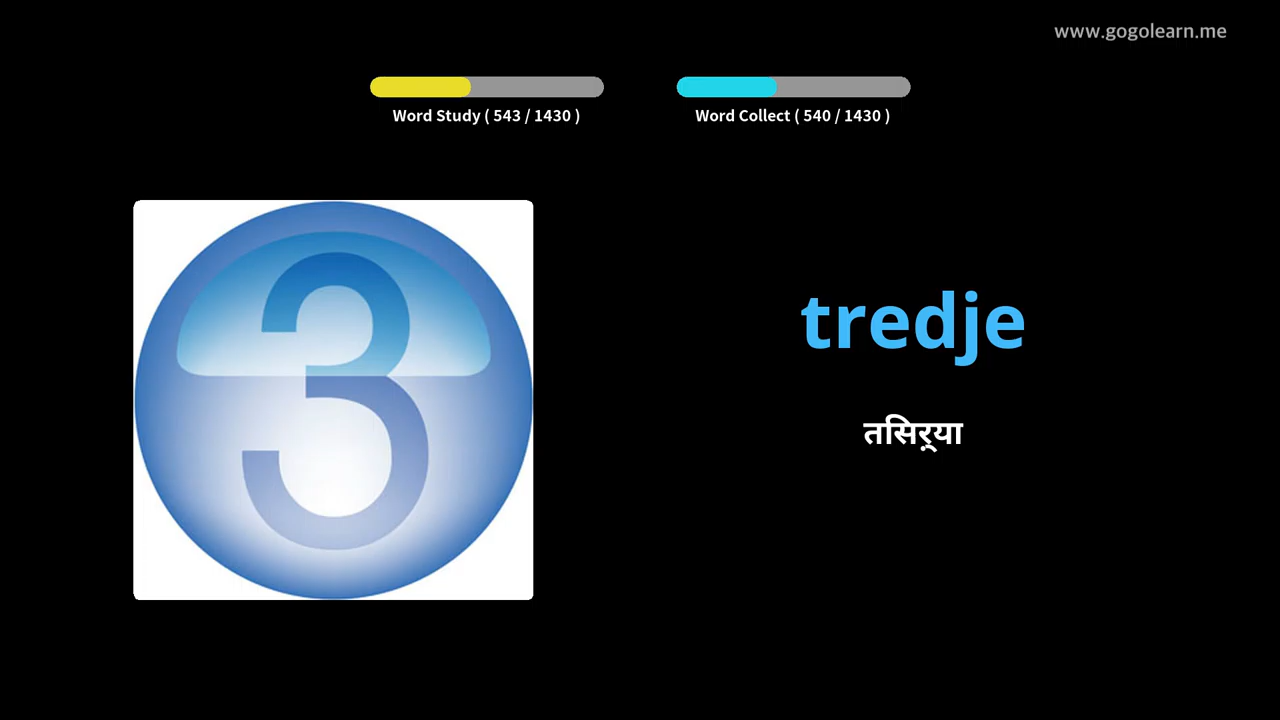 www.gogolearn.me
Word Study ( 543 / 1430 )
Word Collect ( 540 / 1430 )
3
tredje
तसिऱ्या